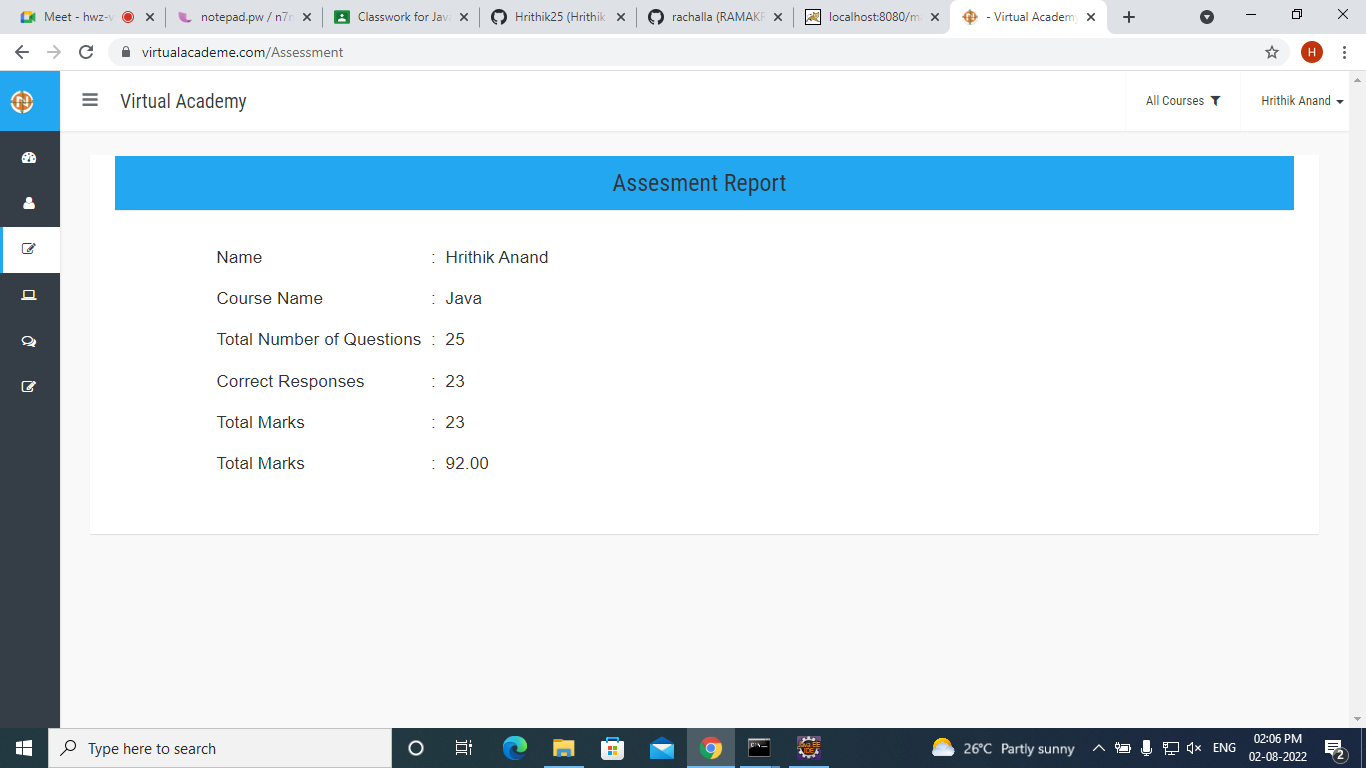 Meet - hwz-
notepad.pw / n7
Classwork for Java
Hrithik25 (Hrithik
rachalla (RAMAK
localhost:8080/m
- Virtual Academy
H
virtualacademe.com/Assessment
Virtual Academy
All Courses
Hrithik Anand
Assesment Report
Name : Hrithik Anand
Course Name : Java
Total Number of Questions : 25
Correct Responses : 23
Total Marks : 23
Total Marks : 92.00
Type here to search
26°C Partly sunny
ENG
02:06 PM
02-08-2022
2